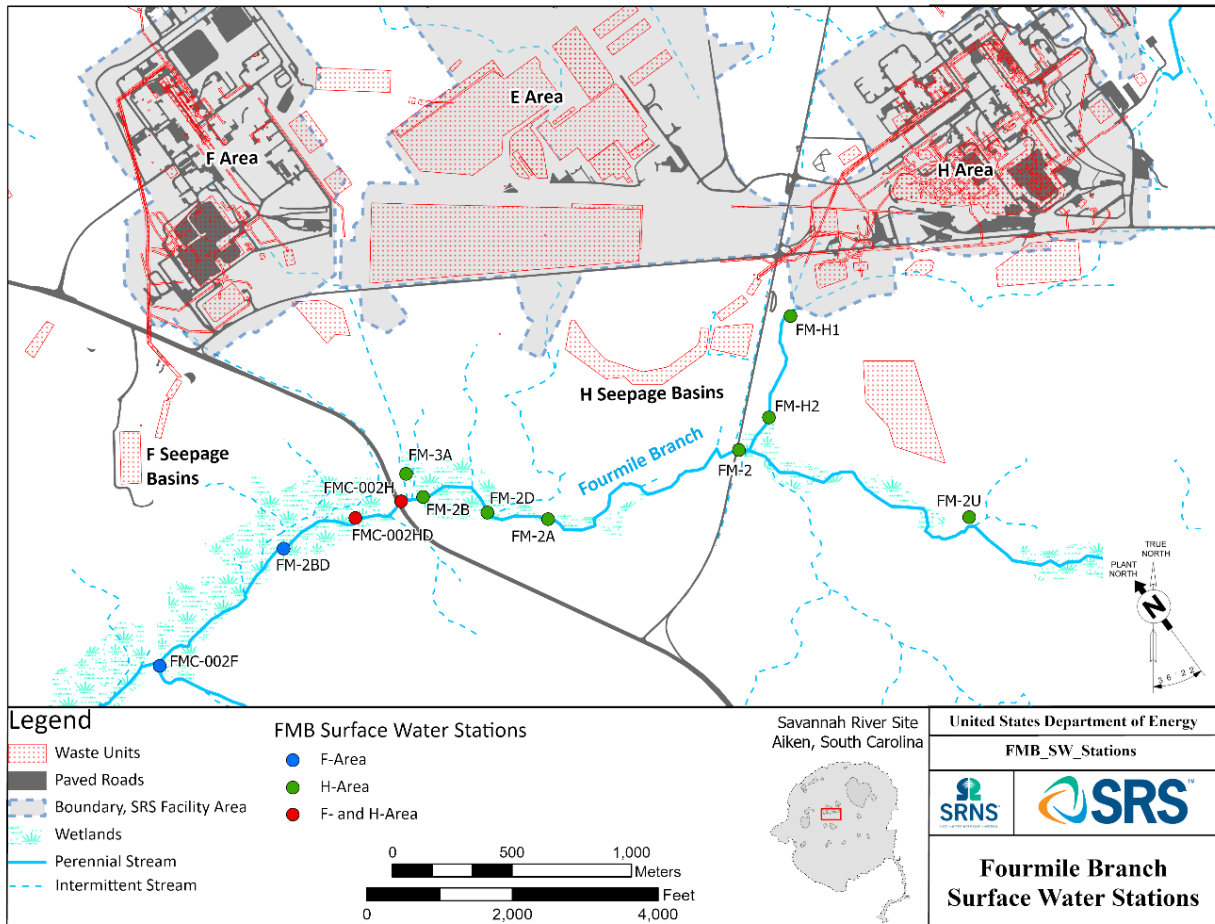 E Area
F Area
H Area
FM-H1
H Seepage Basins
FM-H2
Fourmile Branch
FM-2
F Seepage
Basins
FM-3A
FMC-002H
FM-2B
FM-2D
FM-2A
FM-2U
FMC-002HD
FM-2BD
FMC-002F
TRUE
NORTH
PLANT
NORTH
N
36°22'
Legend
Waste Units
Paved Roads
Boundary, SRS Facility Area
Wetlands
Perennial Stream
Intermittent Stream
FMB Surface Water Stations
F-Area
H-Area
F- and H-Area
0 500 1,000
Meters
Feet
0 2,000 4,000
Savannah River Site
Aiken, South Carolina
United States Department of Energy
FMB_SW_Stations
SRNS
SRS™
Fourmile Branch
Surface Water Stations